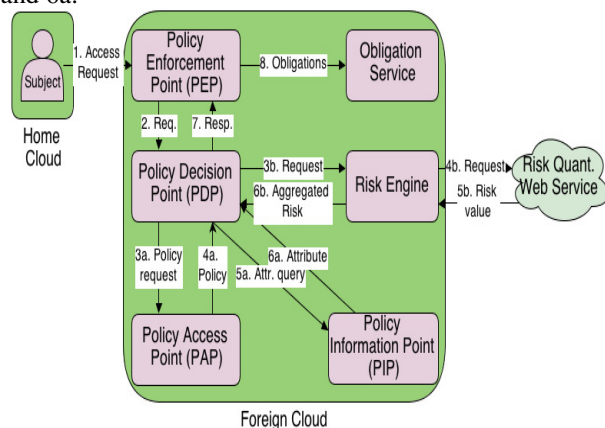 and 6a.
Policy
Enforcement
Point (PEP)
Obligation
Service
1. Access
Request
Subject
8. Obligations
Home
Cloud
2. Req.
7. Resp.
Policy Decision
Point (PDP)
3b. Request
6b. Aggregated
Risk
Risk Engine
4b. Request
5b. Risk
value
Risk Quant.
Web Service
3a. Policy
request
4a.
Policy
6a. Attribute
5a. Attr. query
Policy Access
Point (PAP)
Policy
Information Point
(PIP)
Foreign Cloud